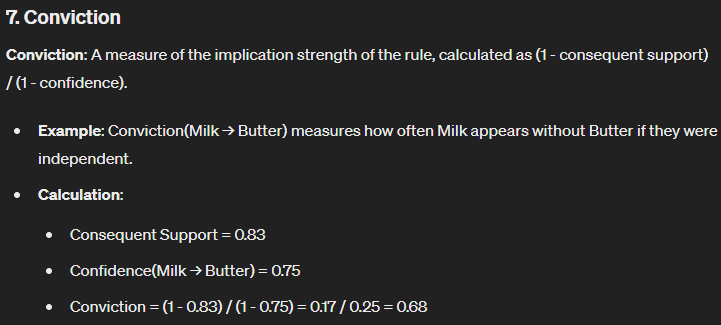 7. Conviction
Conviction: A measure of the implication strength of the rule, calculated as (1 - consequent support)
/ (1 - confidence).
• Example: Conviction(Milk → Butter) measures how often Milk appears without Butter if they were
independent.
• Calculation:
• Consequent Support = 0.83
• Confidence(Milk → Butter) = 0.75
• Conviction = (1 - 0.83) / (1 - 0.75) = 0.17 / 0.25 = 0.68